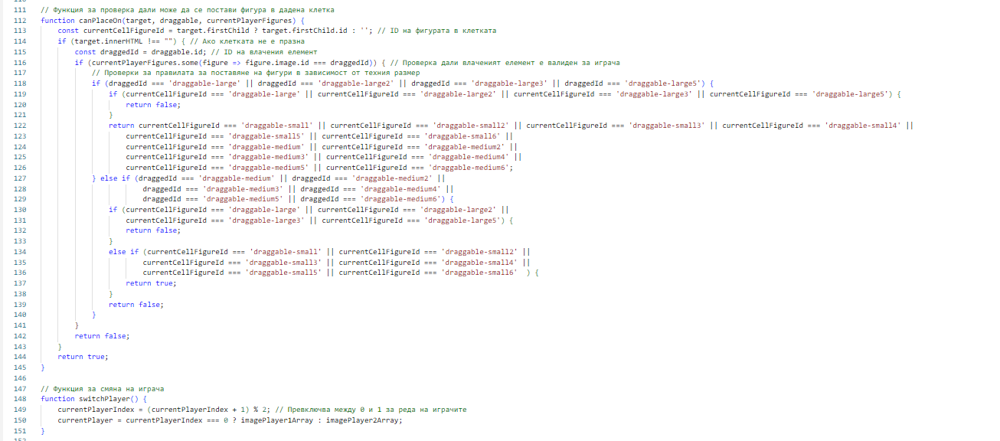 111 // Функция за проверка дали може да се постави фигура в дадена клетка
112 function canPlaceOn(target, draggable, currentPlayerFigures) {
113 const currentCellFigureId = target.firstChild ? target.firstChild.id : ''; // ID на фигурата в клетката
114 if (target.innerHTML !== "") { // Ако клетката не е празна
115 const draggedId = draggable.id; // ID на влачения елемент
116 if (currentPlayerFigures.some(figure => figure.image.id === draggedId)) { // Проверка дали влаченият елемент е валиден за играча
117 // Проверки за правилата за поставяне на фигури в зависимост от техния размер
118 if (draggedId === 'draggable-large' || draggedId === 'draggable-large2' || draggedId === 'draggable-large3' || draggedId === 'draggable-large5') {
119 if (currentCellFigureId === 'draggable-large' || currentCellFigureId === 'draggable-large2' || currentCellFigureId === 'draggable-large3' || currentCellFigureId === 'draggable-large5') {
120 return false;
121 }
122 return currentCellFigureId === 'draggable-small' || currentCellFigureId === 'draggable-small2' || currentCellFigureId === 'draggable-small3' || currentCellFigureId === 'draggable-small4' ||
123 currentCellFigureId === 'draggable-small5' || currentCellFigureId === 'draggable-small6' ||
124 currentCellFigureId === 'draggable-medium' || currentCellFigureId === 'draggable-medium2' ||
125 currentCellFigureId === 'draggable-medium3' || currentCellFigureId === 'draggable-medium4' ||
126 currentCellFigureId === 'draggable-medium5' || currentCellFigureId === 'draggable-medium6';
127 } else if (draggedId === 'draggable-medium' || draggedId === 'draggable-medium2' ||
128 draggedId === 'draggable-medium3' || draggedId === 'draggable-medium4' ||
129 draggedId === 'draggable-medium5' || draggedId === 'draggable-medium6') {
130 if (currentCellFigureId === 'draggable-large' || currentCellFigureId === 'draggable-large2' ||
131 currentCellFigureId === 'draggable-large3' || currentCellFigureId === 'draggable-large5') {
132 return false;
133 }
134 else if (currentCellFigureId === 'draggable-small' || currentCellFigureId === 'draggable-small2' ||
135 currentCellFigureId === 'draggable-small3' || currentCellFigureId === 'draggable-small4' ||
136 currentCellFigureId === 'draggable-small5' || currentCellFigureId === 'draggable-small6' ) {
137 return true;
138 }
139 return false;
140 }
141 }
142 return false;
143 }
144 return true;
145 }
146
147 // Функция за смяна на играча
148 function switchPlayer() {
149 currentPlayerIndex = (currentPlayerIndex + 1) % 2; // Превключва между 0 и 1 за реда на играчите
150 currentPlayer = currentPlayerIndex === 0 ? imagePlayer1Array : imagePlayer2Array;
151 }